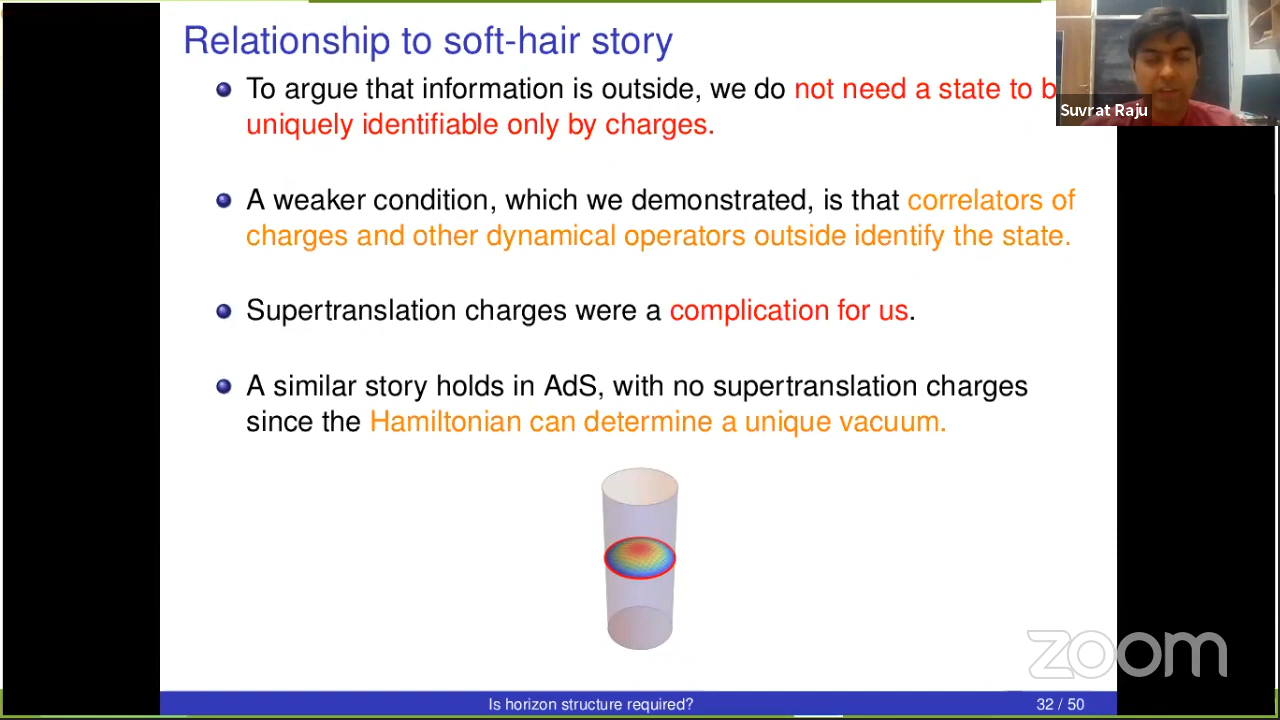 Relationship to soft-hair story
To argue that information is outside, we do not need a state to b
uniquely identifiable only by charges.
Suvrat Raju
A weaker condition, which we demonstrated, is that correlators of
charges and other dynamical operators outside identify the state.
Supertranslation charges were a complication for us.
A similar story holds in AdS, with no supertranslation charges
since the Hamiltonian can determine a unique vacuum.
zoom
Is horizon structure required?
32 / 50